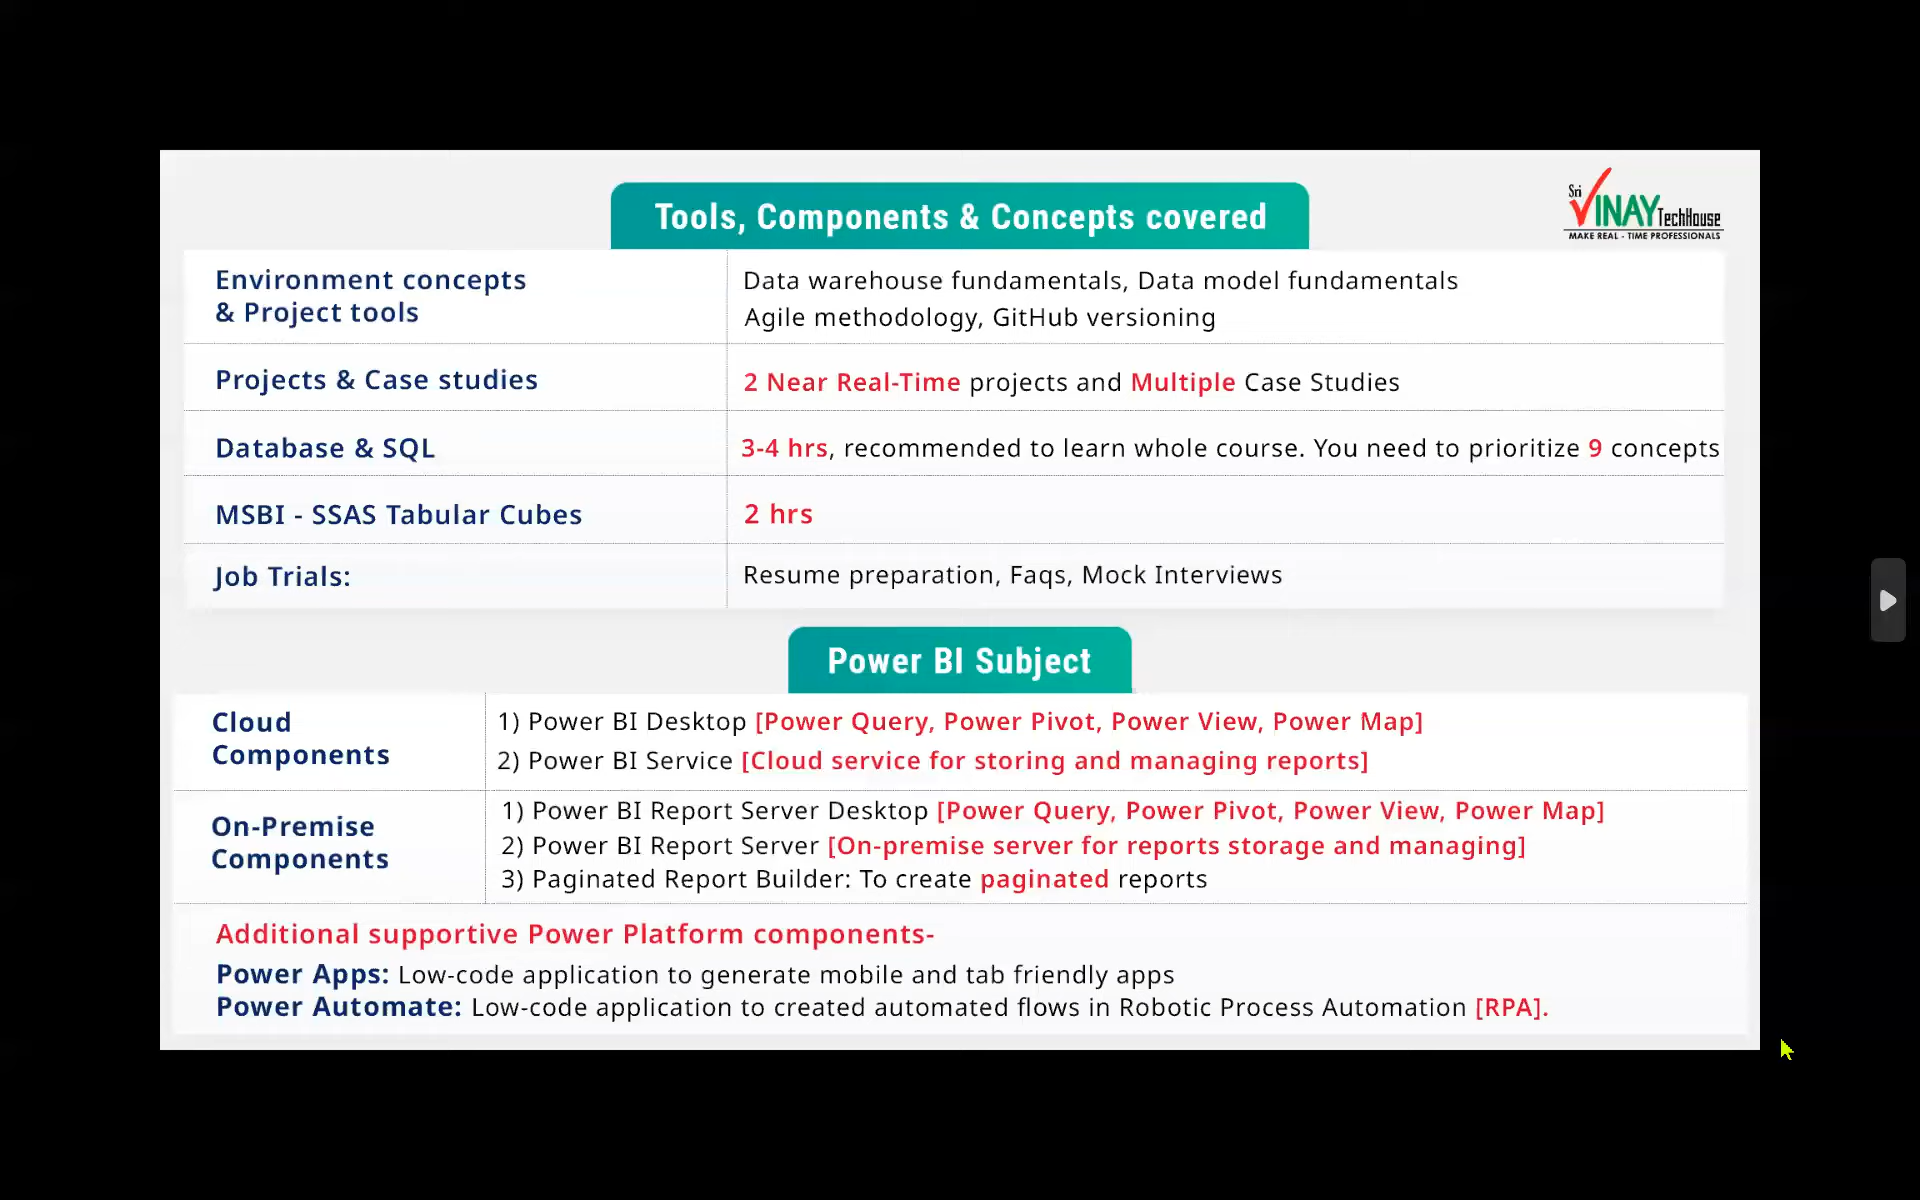 Sri
VINAY TechHouse
MAKE REAL - TIME PROFESSIONALS
Tools, Components & Concepts covered
Environment concepts
& Project tools
Data warehouse fundamentals, Data model fundamentals
Agile methodology, GitHub versioning
Projects & Case studies
2 Near Real-Time projects and Multiple Case Studies
Database & SQL
3-4 hrs, recommended to learn whole course. You need to prioritize 9 concepts
MSBI - SSAS Tabular Cubes
2 hrs
Job Trials:
Resume preparation, Faqs, Mock Interviews
Power BI Subject
Cloud
Components
1) Power BI Desktop [Power Query, Power Pivot, Power View, Power Map]
2) Power BI Service [Cloud service for storing and managing reports]
On-Premise
Components
1) Power BI Report Server Desktop [Power Query, Power Pivot, Power View, Power Map]
2) Power BI Report Server [On-premise server for reports storage and managing]
3) Paginated Report Builder: To create paginated reports
Additional supportive Power Platform components-
Power Apps: Low-code application to generate mobile and tab friendly apps
Power Automate: Low-code application to created automated flows in Robotic Process Automation [RPA].